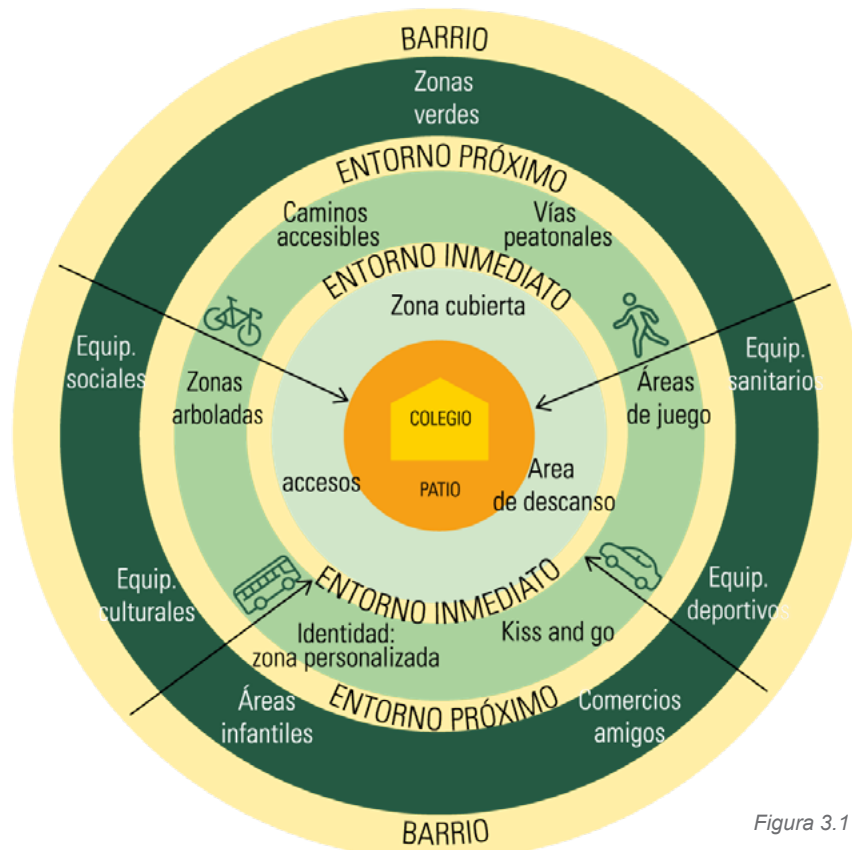 BARRIO
Zonas
verdes
ENTORNO PRÓXIMO
Caminos
accesibles
Vías
peatonales
ENTORNO INMEDIATO
Zona cubierta
Equip.
sociales
Zonas
arboladas
Áreas
de juego
Equip.
sanitarios
COLEGIO
PATIO
accesos
Area
de descanso
Equip.
culturales
ENTORNO INMEDIATO
Equip.
deportivos
Identidad:
zona personalizada
Kiss and go
Áreas
infantiles
ENTORNO PRÓXIMO
Comercios
amigos
BARRIO
Figura 3.1